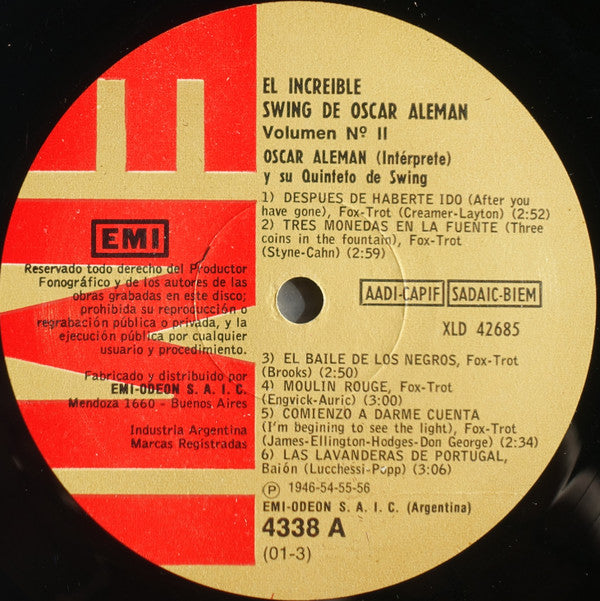 EL INCREIBLE
SWING DE OSCAR ALEMAN
Volumen Nº II
OSCAR ALEMAN (Intérprete)
y su Quinteto de Swing
1) DESPUES DE HABERTE IDO (After you
have gone), Fox-Trot (Creamer-Layton) (2:52)
2) TRES MONEDAS EN LA FUENTE (Three
coins in the fountain), Fox-Trot
(Styne-Cahn) (2:59)
EMI
Reservado todo derecho del Productor
Fonográfico y de los autores de las
obras grabadas en este disco;
prohibida su reproducción o
regrabación pública o privada, y la
ejecución pública por cualquier
usuario y procedimiento.
Fabricado y distribuido por
EMI-ODEON S. A. I. C.
Mendoza 1660 - Buenos Aires
Industria Argentina
Marcas Registradas
AADI-CAPIF SADAIC-BIEM
XLD 42685
3) EL BAILE DE LOS NEGROS, Fox-Trot
(Brooks) (2:50)
4) MOULIN ROUGE, Fox-Trot
(Engvick-Auric) (3:00)
5) COMIENZO A DARME CUENTA
(I'm begining to see the light), Fox-Trot
(James-Ellington-Hodges-Don George) (2:34)
6) LAS LAVANDERAS DE PORTUGAL,
Baión (Lucchessi-Popp) (3:06)
Ⓟ 1946-54-55-56
EMI-ODEON S. A. I. C. (Argentina)
4338 A
(01-3)